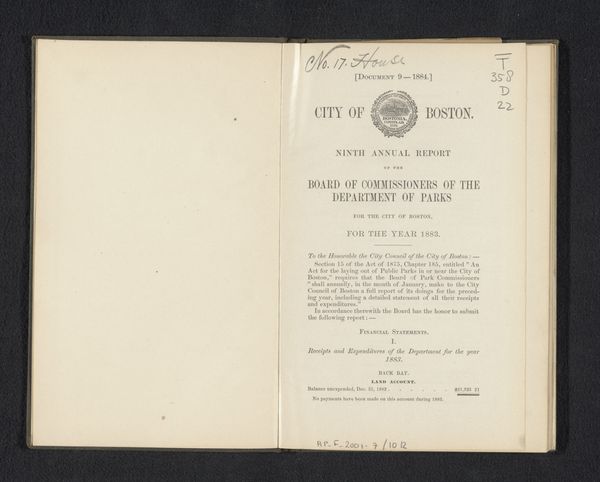 No. 17. House
[DOCUMENT 9—1884.]
T
358
D
22
CITY OF BOSTON.
BOSTONIA.
NINTH ANNUAL REPORT
OF THE
BOARD OF COMMISSIONERS OF THE
DEPARTMENT OF PARKS
FOR THE CITY OF BOSTON,
FOR THE YEAR 1883.
To the Honorable the City Council of the City of Boston:—
Section 15 of the Act of 1875, Chapter 185, entitled "An
Act for the laying out of Public Parks in or near the City of
Boston," requires that the Board of Park Commissioners
"shall annually, in the month of January, make to the City
Council of Boston a full report of its doings for the preced-
ing year, including a detailed statement of all their receipts
and expenditures."
In accordance therewith the Board has the honor to submit
the following report:—
FINANCIAL STATEMENTS.
I.
Receipts and Expenditures of the Department for the year
1883.
BACK BAY.
LAND ACCOUNT.
Balance unexpended, Dec. 31, 1882 . . . . . .
No payments have been made on this account during 1883.
RP-F-2001-7/1012